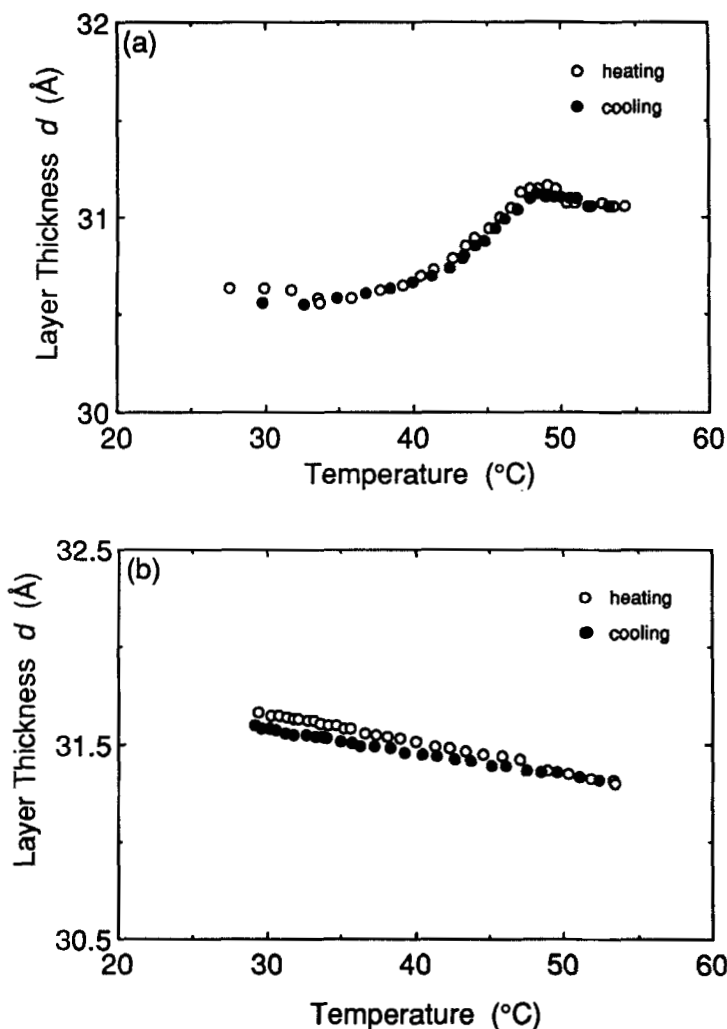 (a)
heating
cooling
32
31
30
Layer Thickness d (Å)
20
30
40
50
60
Temperature (°C)
(b)
heating
cooling
32.5
31.5
30.5
Layer Thickness d (Å)
20
30
40
50
60
Temperature (°C)